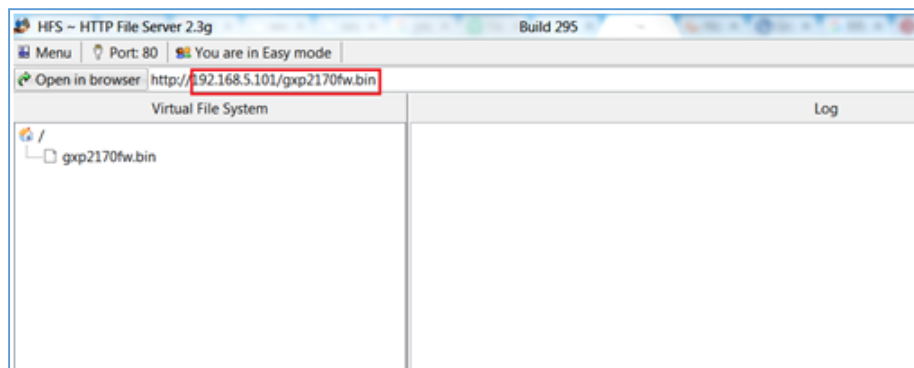 HFS ~ HTTP File Server 2.3g Build 295
Menu Port: 80 You are in Easy mode
Open in browser http://192.168.5.101/gxp2170fw.bin
Virtual File System Log
/
gxp2170fw.bin